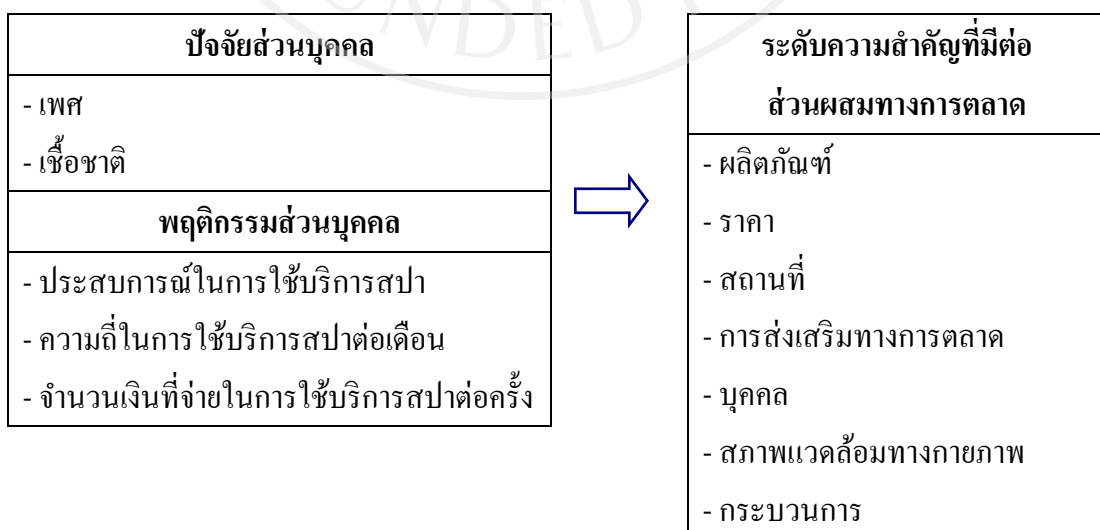 ปัจจัยส่วนบุคคล
- เพศ
- เชื้อชาติ
พฤติกรรมส่วนบุคคล
- ประสบการณ์ในการใช้บริการสปา
- ความถี่ในการใช้บริการสปาต่อเดือน
- จำนวนเงินที่จ่ายในการใช้บริการสปาต่อครั้ง
ระดับความสำคัญที่มีต่อ
ส่วนผสมทางการตลาด
- ผลิตภัณฑ์
- ราคา
- สถานที่
- การส่งเสริมทางการตลาด
- บุคคล
- สภาพแวดล้อมทางกายภาพ
- กระบวนการ